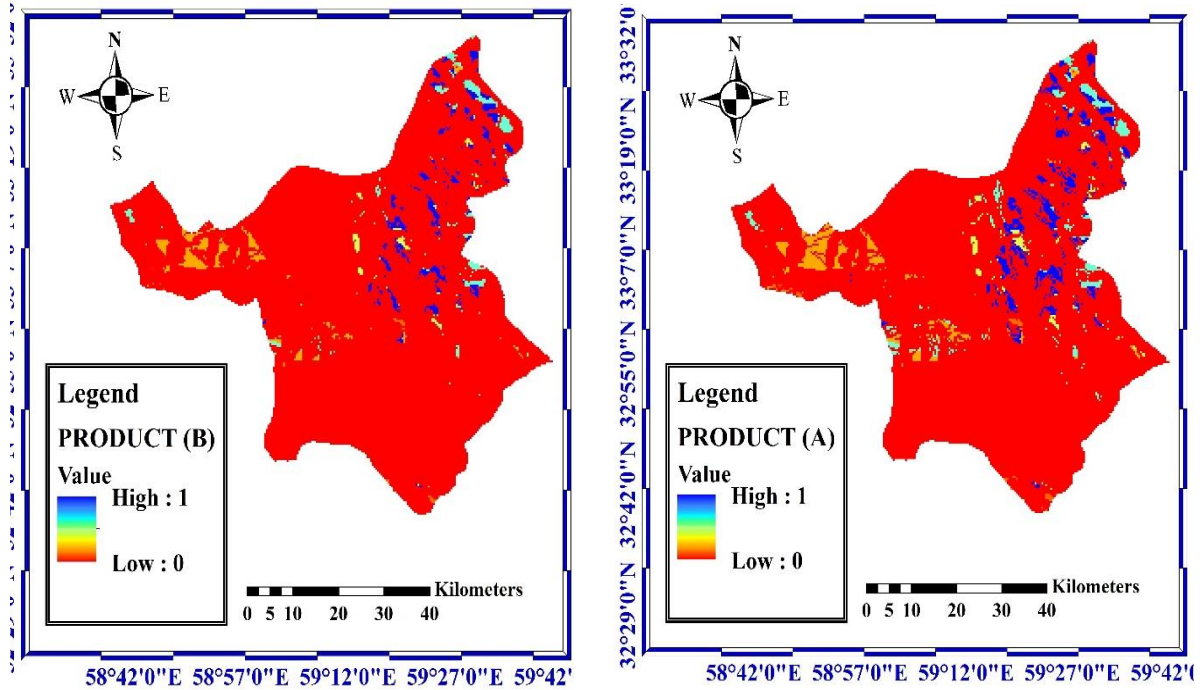 N
W E
S
Legend
PRODUCT (B)
Value
High : 1
Low : 0
Kilometers
0 5 10 20 30 40
58°42'0"E 58°57'0"E 59°12'0"E 59°27'0"E 59°42'
33°32'0"N
33°19'0"N
33°7'0"N
32°55'0"N
32°42'0"N
32°29'0"N
N
W E
S
Legend
PRODUCT (A)
Value
High : 1
Low : 0
Kilometers
0 5 10 20 30 40
58°42'0"E 58°57'0"E 59°12'0"E 59°27'0"E 59°42'0